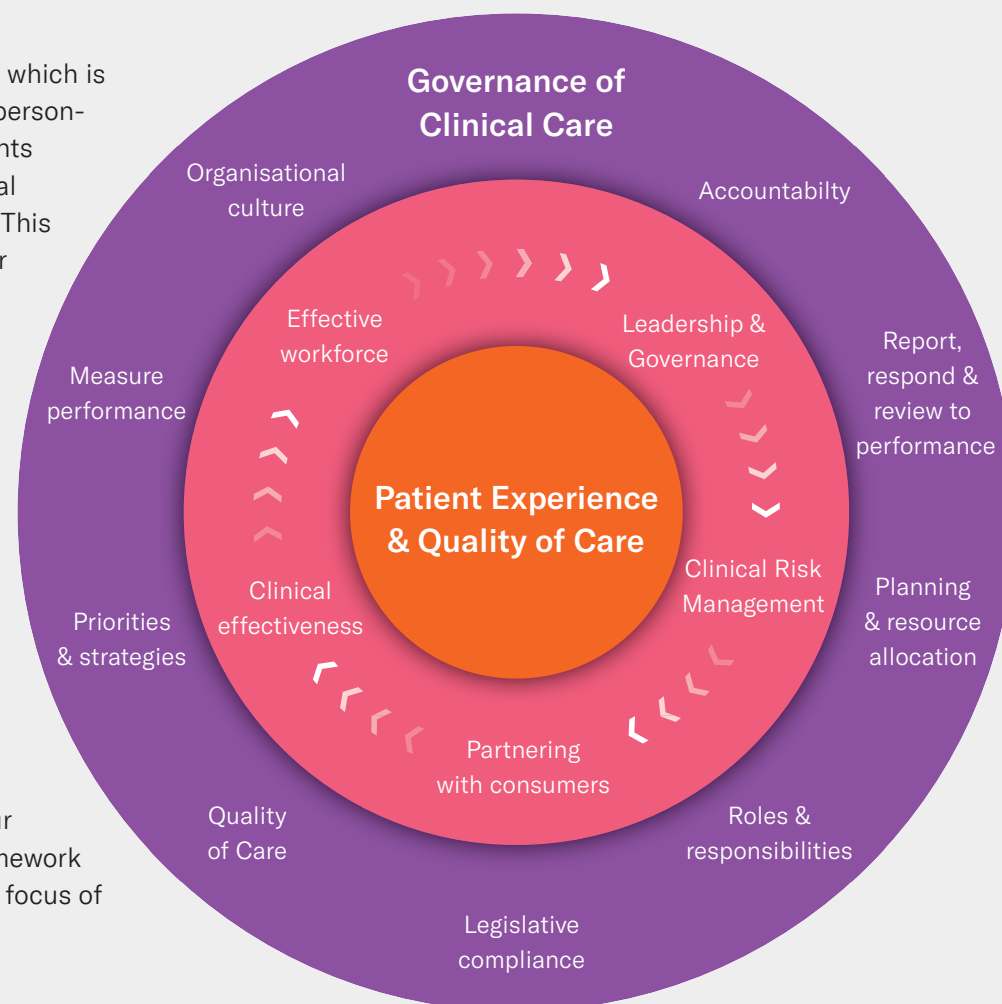 which is
person-
nts
al
This
r
ur
nework
focus of
Governance of
Clinical Care
Accountabilty
Report,
respond &
review to
performance
Planning
& resource
allocation
Roles &
responsibilities
Legislative
compliance
Quality
of Care
Priorities
& strategies
Measure
performance
Organisational
culture
Leadership &
Governance
Clinical Risk
Management
Partnering
with consumers
Clinical
effectiveness
Effective
workforce
Patient Experience
& Quality of Care